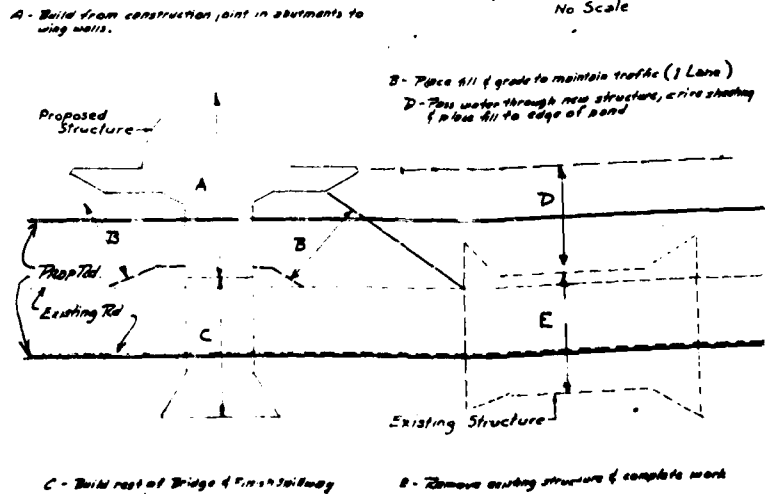 No Scale
A - Build from construction joint in abutments to
wing walls.
B - Place fill & grade to maintain traffic (1 Lane)
D - Pass water through new structure, drive sheeting
& place fill to edge of pond
Proposed
Structure
A
D
B
B
Prop Rd
Existing Rd
C
E
Existing Structure
C - Build rest of Bridge & Finish Spillway
E - Remove existing structure & complete work